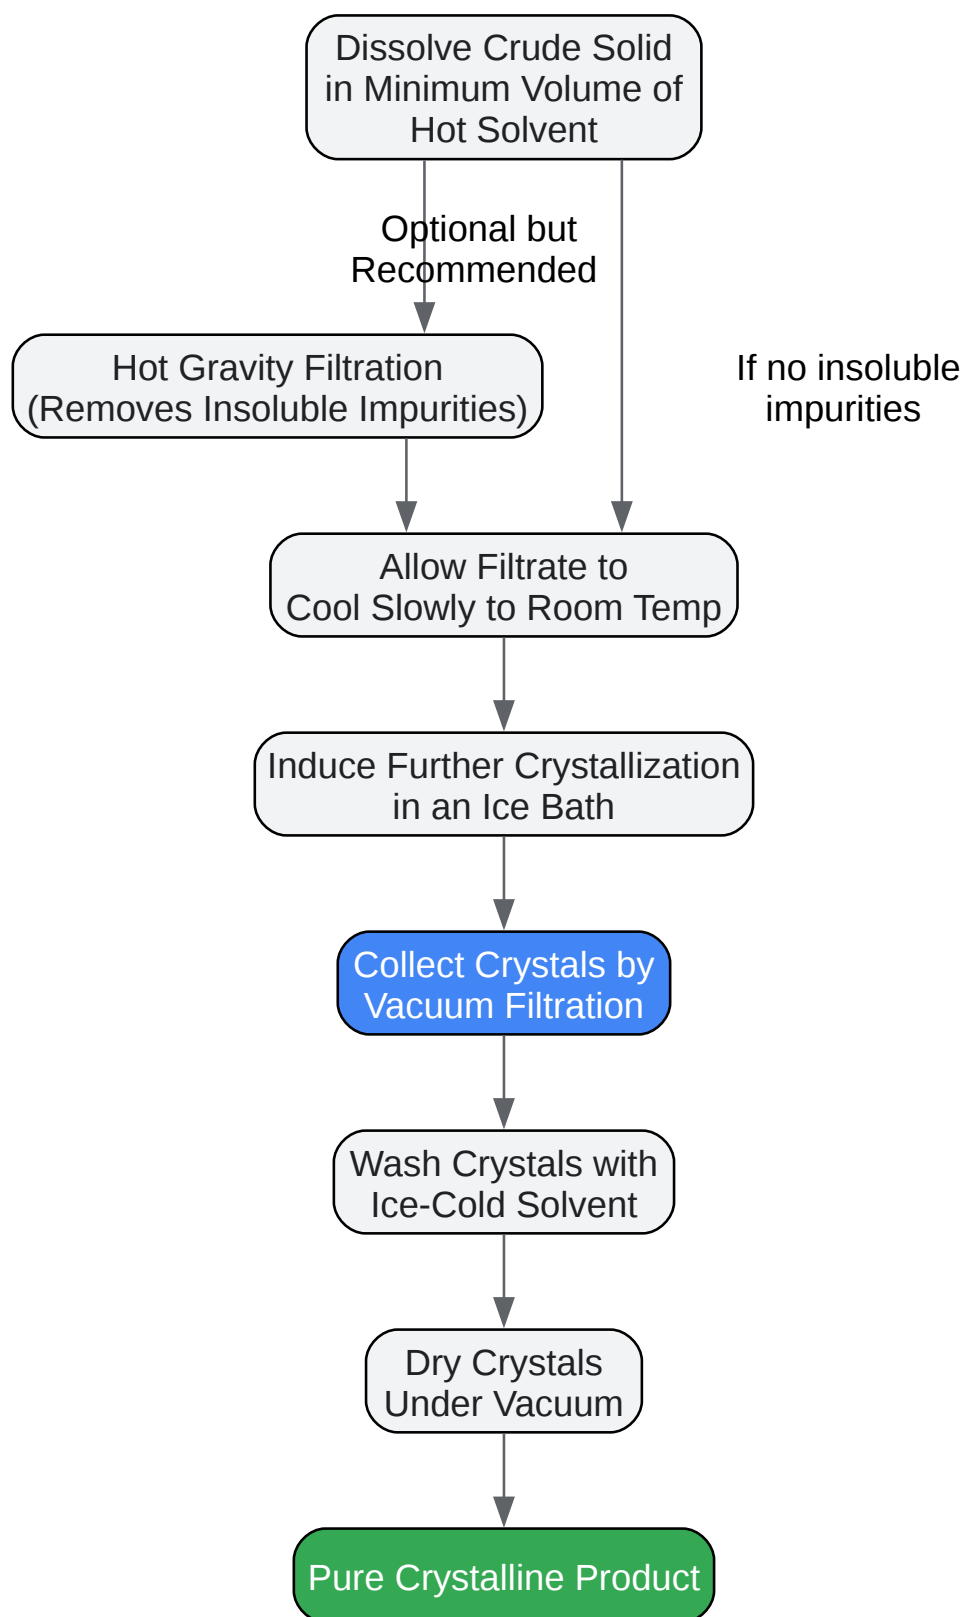 Dissolve Crude Solid
in Minimum Volume of
Hot Solvent
Optional but
Recommended
Hot Gravity Filtration
(Removes Insoluble Impurities)
If no insoluble
impurities
Allow Filtrate to
Cool Slowly to Room Temp
Induce Further Crystallization
in an Ice Bath
Collect Crystals by
Vacuum Filtration
Wash Crystals with
Ice-Cold Solvent
Dry Crystals
Under Vacuum
Pure Crystalline Product